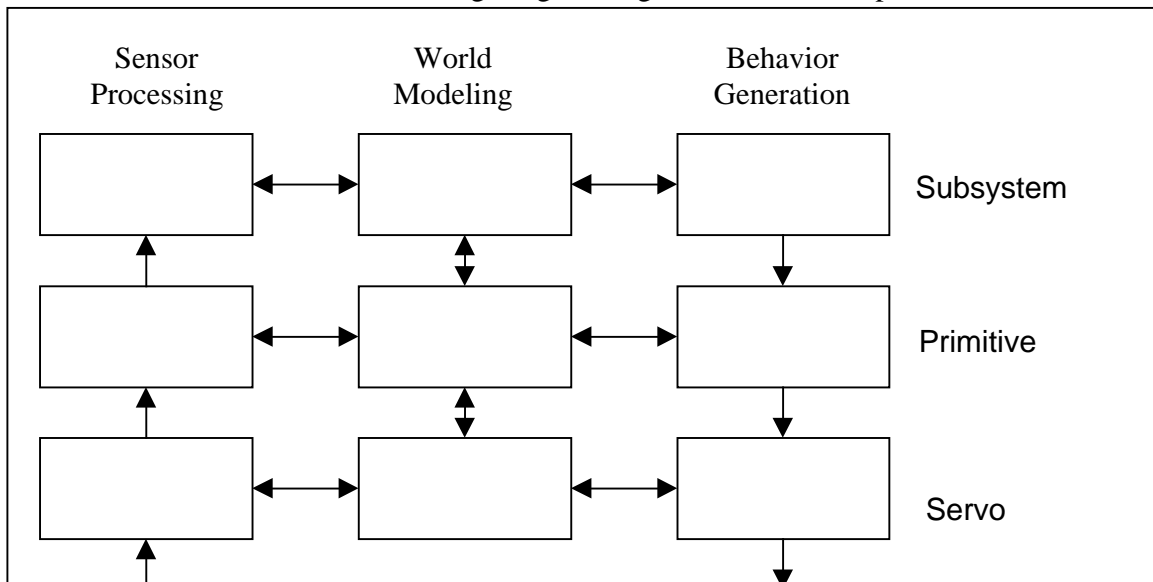 Sensor
Processing
World
Modeling
Behavior
Generation
Subsystem
Primitive
Servo